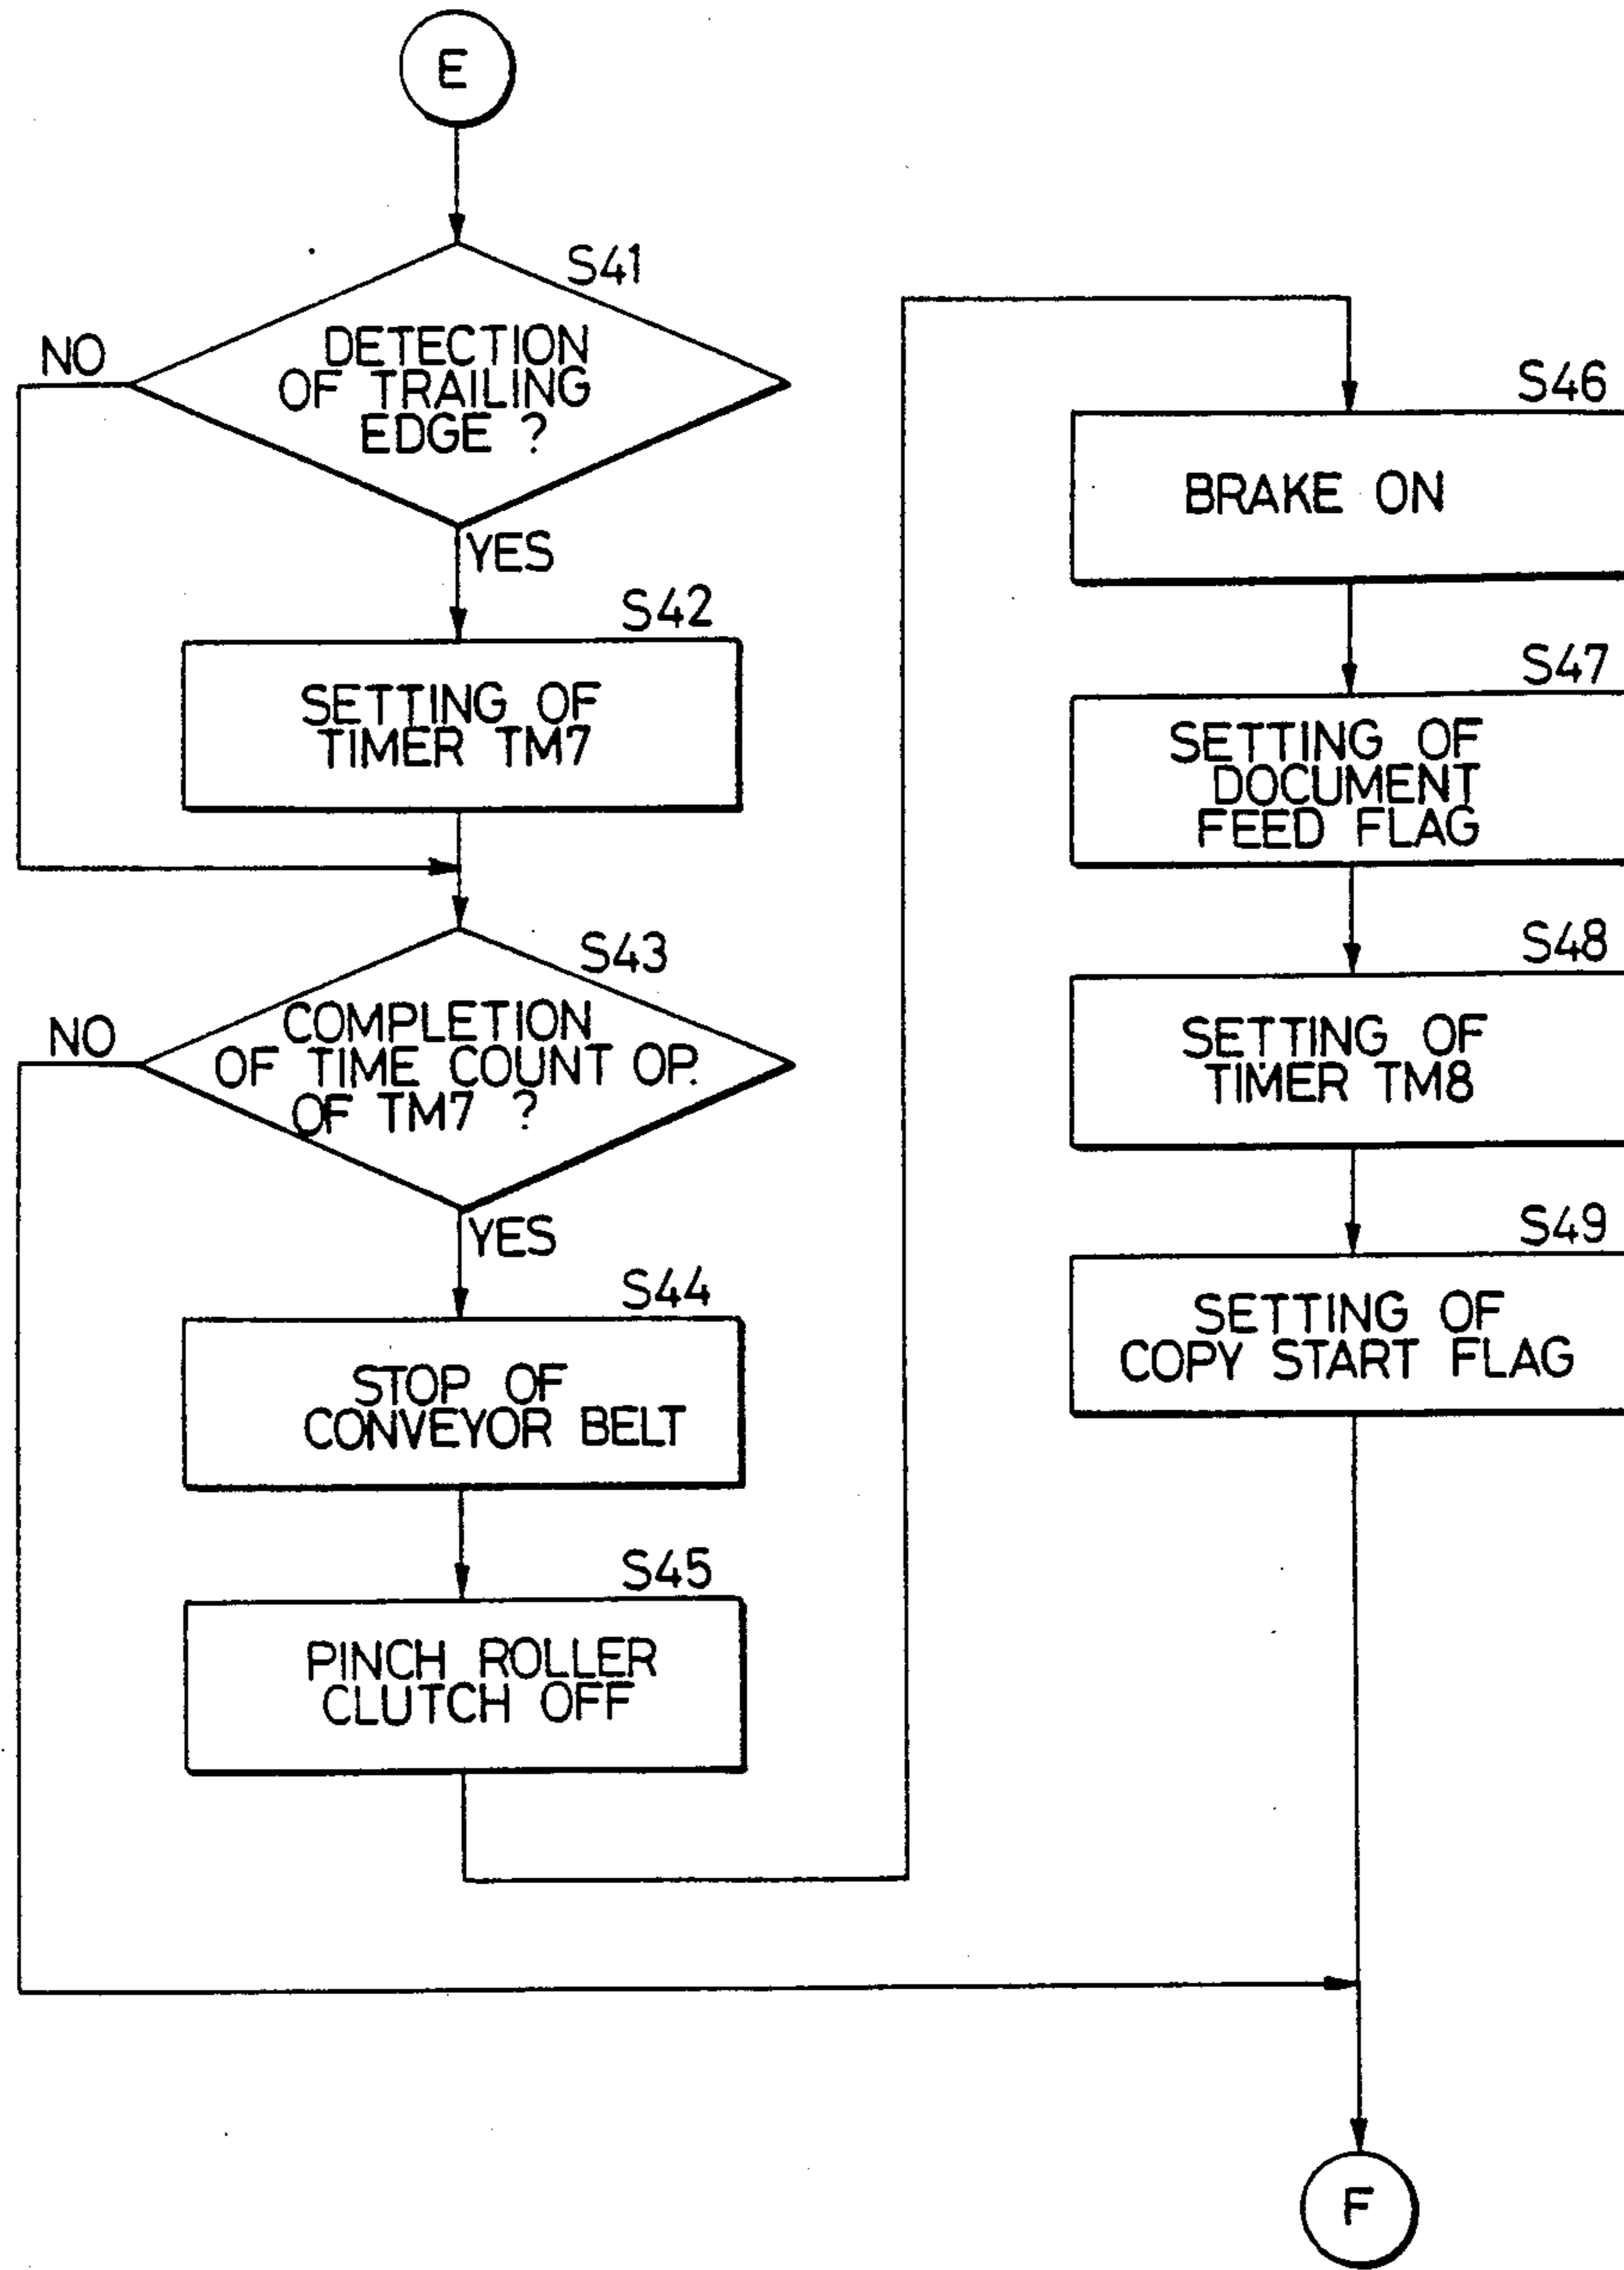 E
S41
NO
DETECTION
OF TRAILING
EDGE ?
YES
S42
SETTING OF
TIMER TM7
S43
NO
COMPLETION
OF TIME COUNT OP.
OF TM7 ?
YES
S44
STOP OF
CONVEYOR BELT
S45
PINCH ROLLER
CLUTCH OFF
S46
BRAKE ON
S47
SETTING OF
DOCUMENT
FEED FLAG
S48
SETTING OF
TIMER TM8
S49
SETTING OF
COPY START FLAG
F